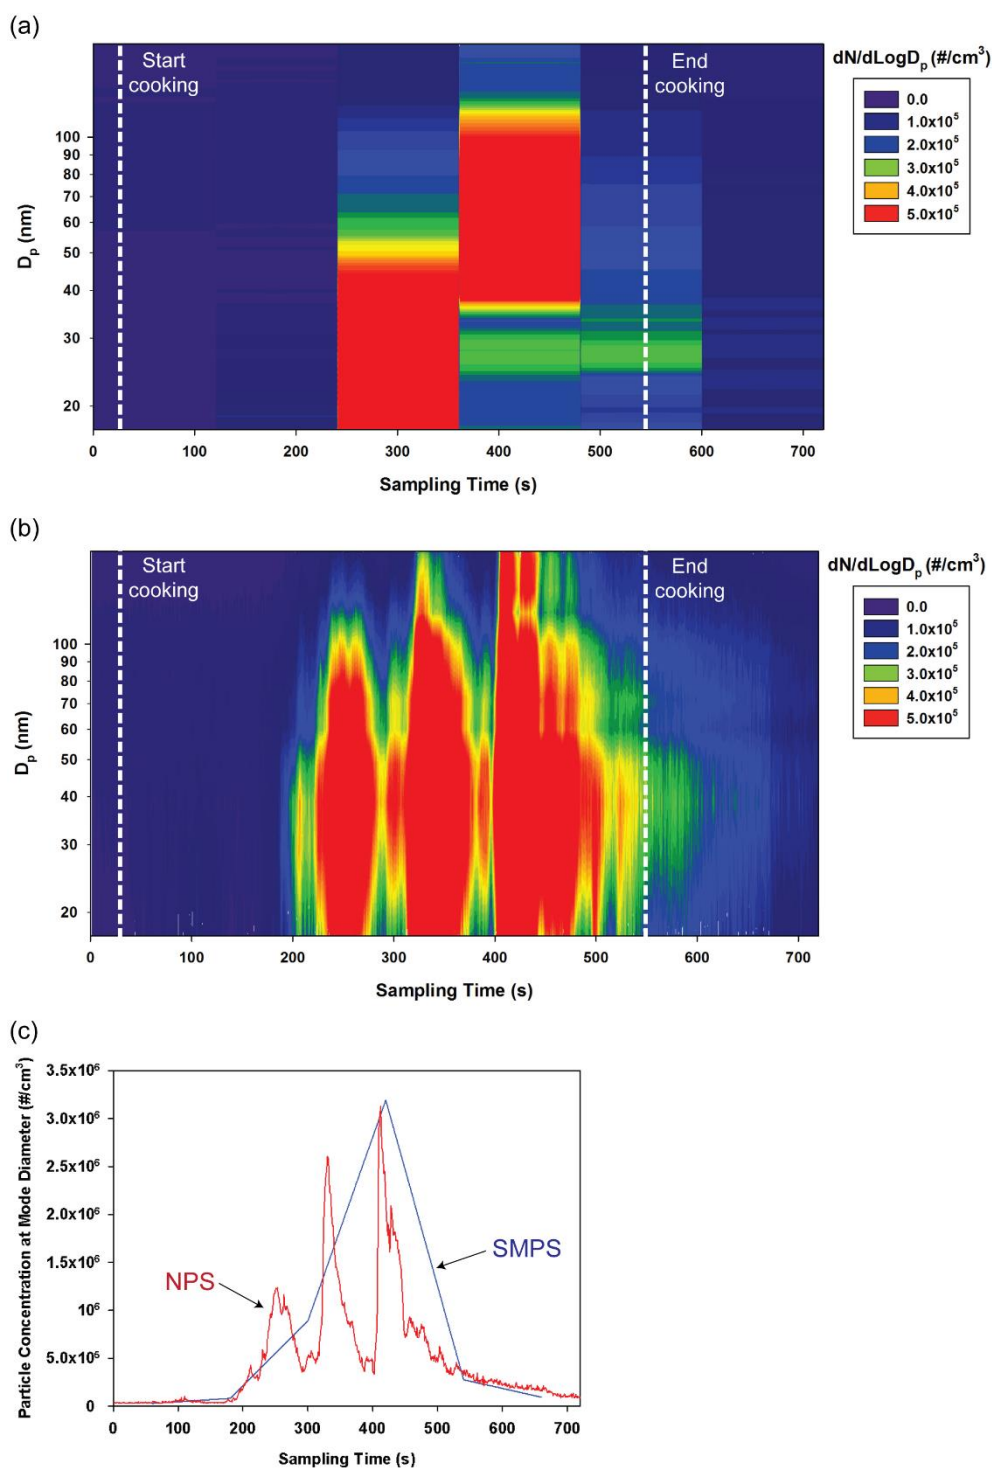 (a)
Start
cooking
End
cooking
dN/dLogDₚ (#/cm³)
0.0
1.0x10⁵
2.0x10⁵
3.0x10⁵
4.0x10⁵
5.0x10⁵
100
90
80
70
60
50
40
30
20
Dₚ (nm)
0 100 200 300 400 500 600 700
Sampling Time (s)
(b)
Start
cooking
End
cooking
dN/dLogDₚ (#/cm³)
0.0
1.0x10⁵
2.0x10⁵
3.0x10⁵
4.0x10⁵
5.0x10⁵
100
90
80
70
60
50
40
30
20
Dₚ (nm)
0 100 200 300 400 500 600 700
Sampling Time (s)
(c)
Particle Concentration at Mode Diameter (#/cm³)
3.5x10⁶
3.0x10⁶
2.5x10⁶
2.0x10⁶
1.5x10⁶
10⁶
5.0x10⁶
0
NPS
SMPS
0 100 200 300 400 500 600 700
Sampling Time (s)